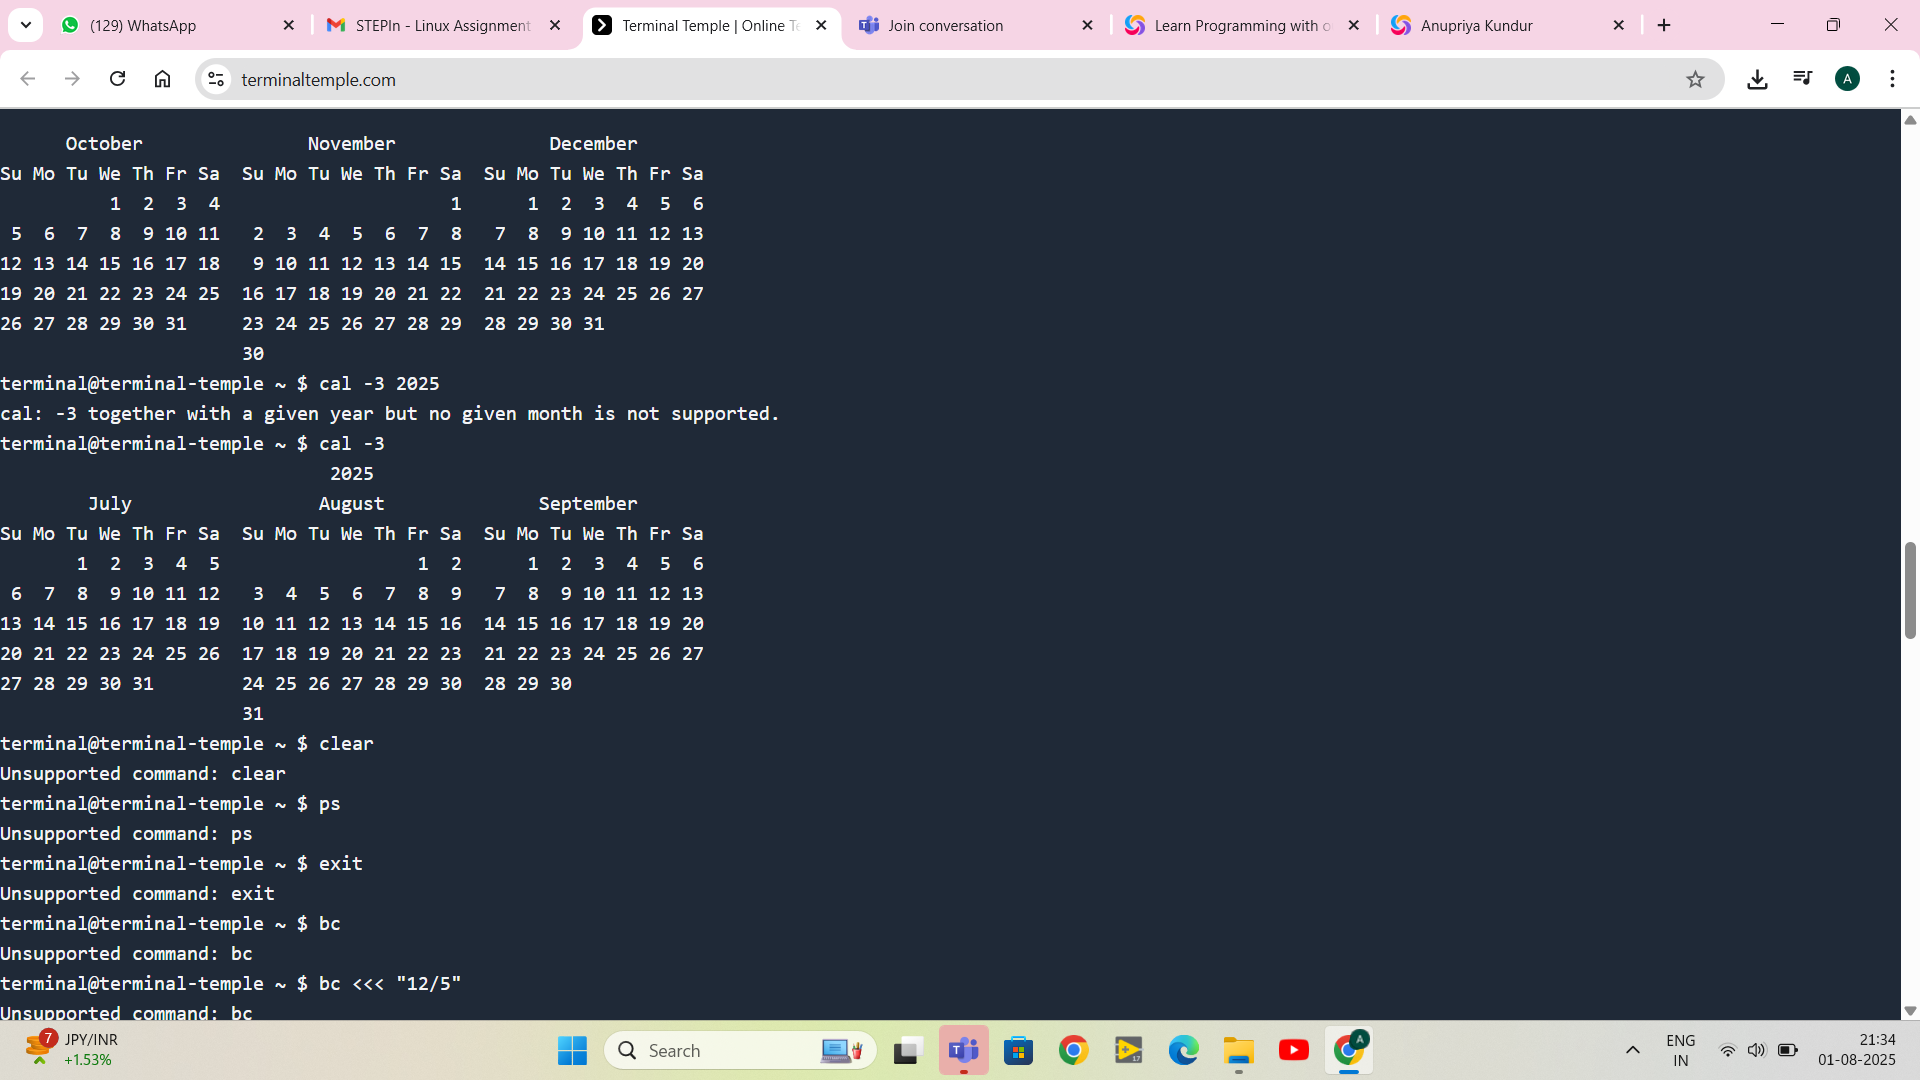 (129) WhatsApp
STEPIn - Linux Assignment
Terminal Temple | Online Te
Join conversation
Learn Programming with o
Anupriya Kundur
terminaltemple.com
A
October November December
Su Mo Tu We Th Fr Sa Su Mo Tu We Th Fr Sa Su Mo Tu We Th Fr Sa
1 2 3 4 1 1 2 3 4 5 6
5 6 7 8 9 10 11 2 3 4 5 6 7 8 7 8 9 10 11 12 13
12 13 14 15 16 17 18 9 10 11 12 13 14 15 14 15 16 17 18 19 20
19 20 21 22 23 24 25 16 17 18 19 20 21 22 21 22 23 24 25 26 27
26 27 28 29 30 31 23 24 25 26 27 28 29 28 29 30 31
30
terminal@terminal-temple ~ $ cal -3 2025
cal: -3 together with a given year but no given month is not supported.
terminal@terminal-temple ~ $ cal -3
2025
July August September
Su Mo Tu We Th Fr Sa Su Mo Tu We Th Fr Sa Su Mo Tu We Th Fr Sa
1 2 3 4 5 1 2 1 2 3 4 5 6
6 7 8 9 10 11 12 3 4 5 6 7 8 9 7 8 9 10 11 12 13
13 14 15 16 17 18 19 10 11 12 13 14 15 16 14 15 16 17 18 19 20
20 21 22 23 24 25 26 17 18 19 20 21 22 23 21 22 23 24 25 26 27
27 28 29 30 31 24 25 26 27 28 29 30 28 29 30
31
terminal@terminal-temple ~ $ clear
Unsupported command: clear
terminal@terminal-temple ~ $ ps
Unsupported command: ps
terminal@terminal-temple ~ $ exit
Unsupported command: exit
terminal@terminal-temple ~ $ bc
Unsupported command: bc
terminal@terminal-temple ~ $ bc <<< "12/5"
Unsupported command: bc
7
JPY/INR
+1.53%
Search
17
A
ENG
IN
21:34
01-08-2025